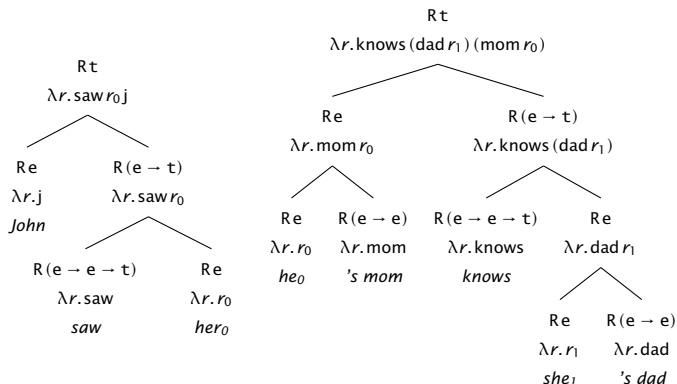 R t
λr.saw r₀ j
R e
λr.j
John
R (e → t)
λr.saw r₀
R (e → e → t)
λr.saw
saw
R e
λr.r₀
her₀
R t
λr.knows (dad r₁) (mom r₀)
R e
λr.mom r₀
R (e → t)
λr.knows (dad r₁)
R e
λr.r₀
he₀
R (e → e)
λr.mom
's mom
R (e → e → t)
λr.knows
knows
R e
λr.dad r₁
R e
λr.r₁
she₁
R (e → e)
λr.dad
's dad